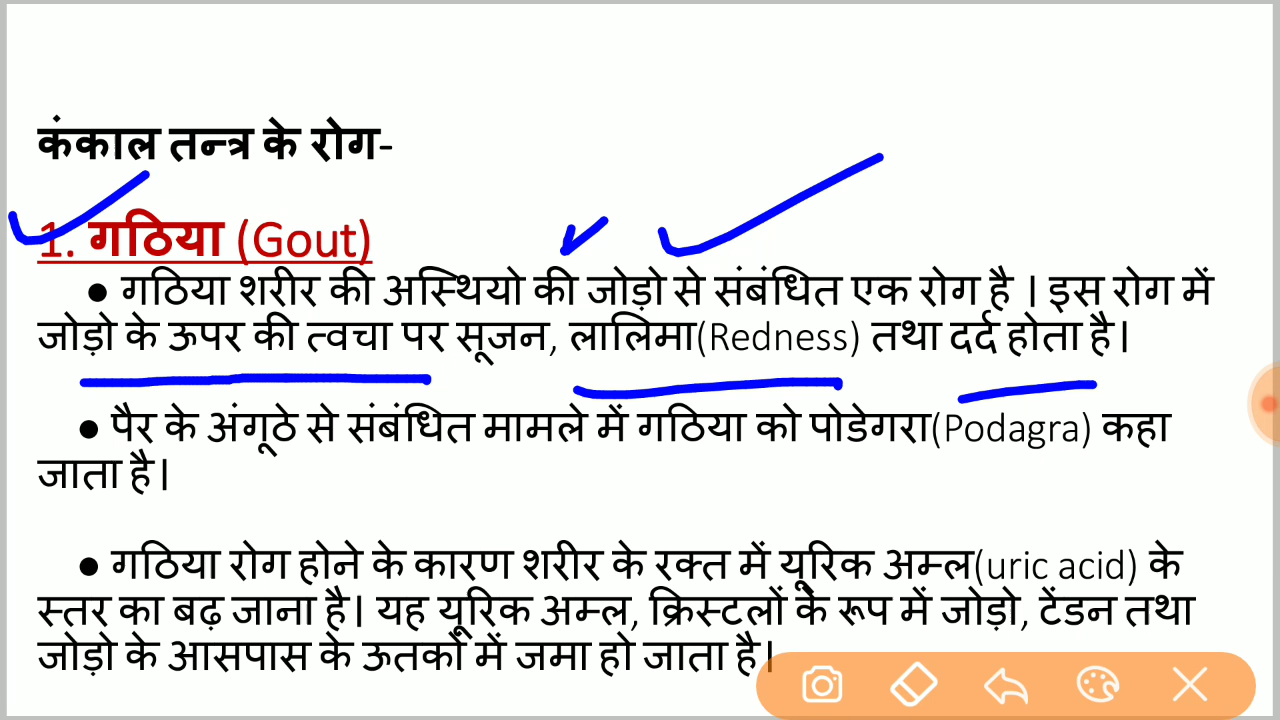 कंकाल तन्त्र के रोग-
1. गठिया (Gout)
● गठिया शरीर की अस्थियो की जोड़ो से संबंधित एक रोग है । इस रोग में
जोड़ो के ऊपर की त्वचा पर सूजन, लालिमा(Redness) तथा दर्द होता है।
● पैर के अंगूठे से संबंधित मामले में गठिया को पोडेगरा(Podagra) कहा
जाता है।
● गठिया रोग होने के कारण शरीर के रक्त में यूरिक अम्ल(uric acid) के
स्तर का बढ़ जाना है। यह यूरिक अम्ल, क्रिस्टलों के रूप में जोड़ो, टेंडन तथा
जोड़ो के आसपास के ऊतकों में जमा हो जाता है।